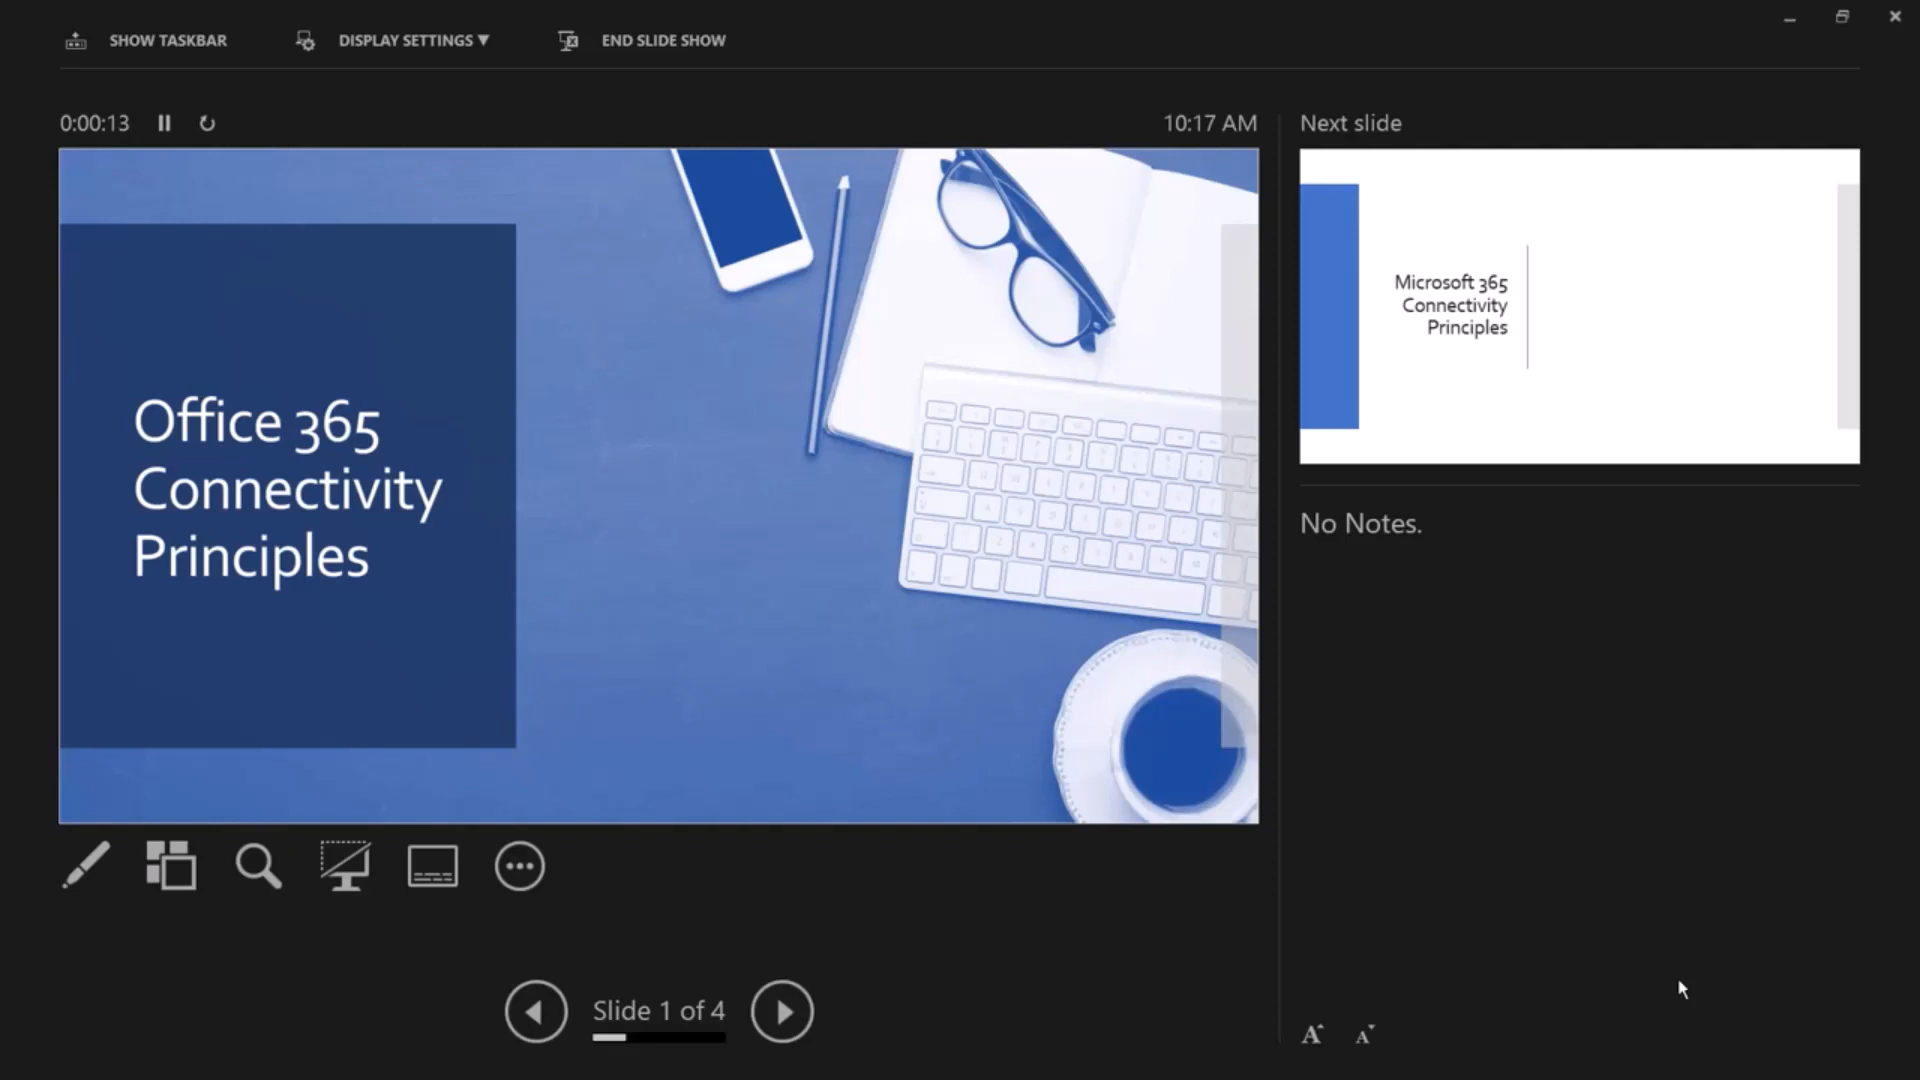 SHOW TASKBAR
DISPLAY SETTINGS ▼
END SLIDE SHOW
0:00:13
10:17 AM
Next slide
Office 365
Connectivity
Principles
Microsoft 365
Connectivity
Principles
No Notes.
Slide 1 of 4
A
A